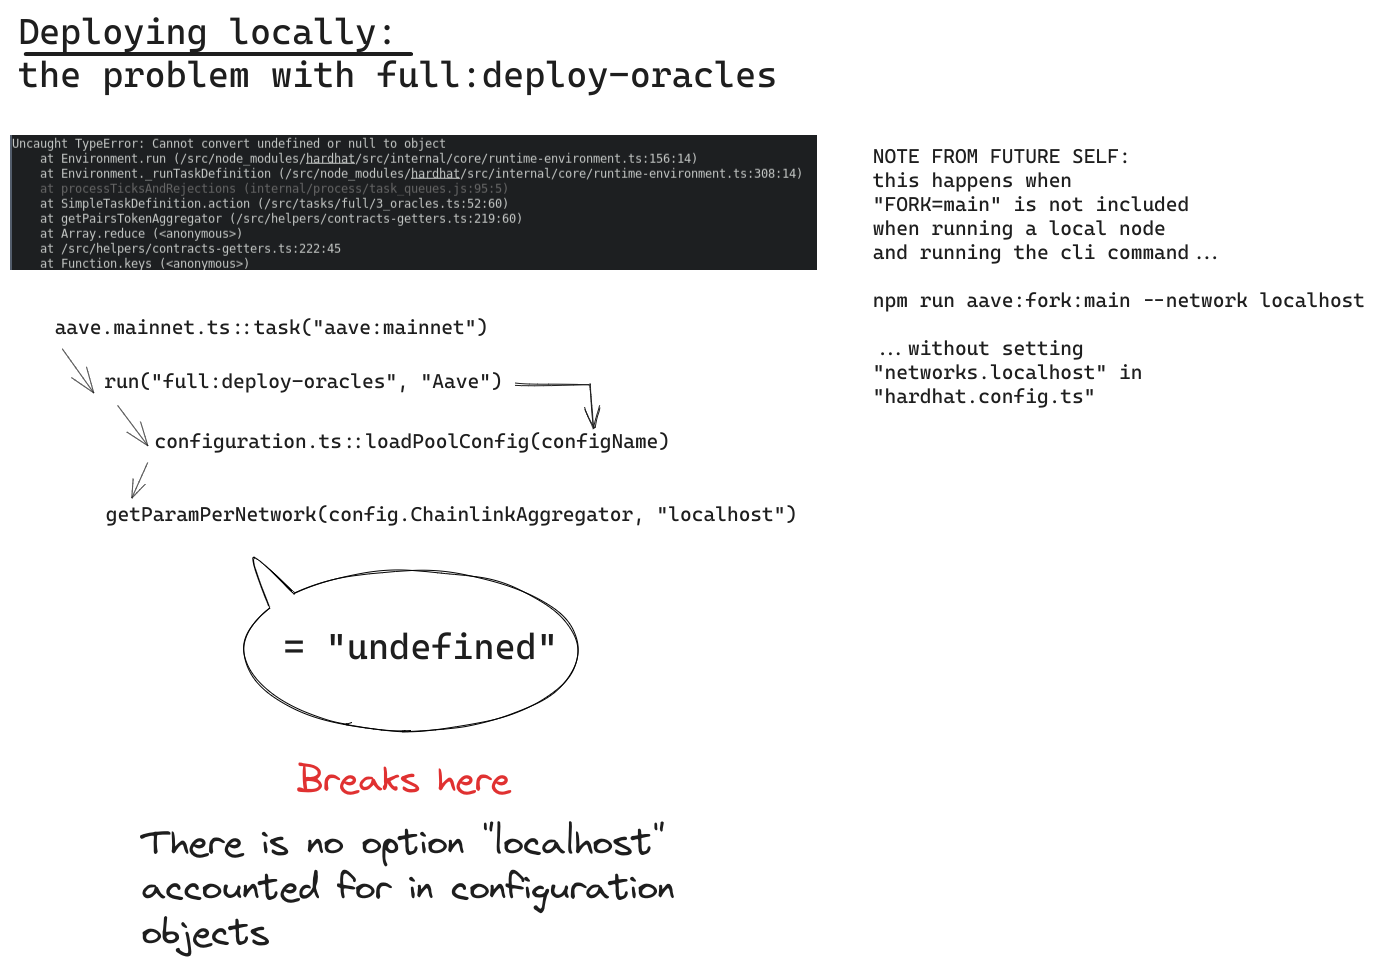 Deploying locally:
the problem with full:deploy-oracles
Uncaught TypeError: Cannot convert undefined or null to object
at Environment.run (/src/node_modules/hardhat/src/internal/core/runtime-environment.ts:156:14)
at Environment._runTaskDefinition (/src/node_modules/hardhat/src/internal/core/runtime-environment.ts:308:14)
at processTicksAndRejections (internal/process/task_queues.js:95:5)
at SimpleTaskDefinition.action (/src/tasks/full/3_oracles.ts:52:60)
at getPairsTokenAggregator (/src/helpers/contracts-getters.ts:219:60)
at Array.reduce (<anonymous>)
at /src/helpers/contracts-getters.ts:222:45
at Function.keys (<anonymous>)
aave.mainnet.ts::task("aave:mainnet")
run("full:deploy-oracles", "Aave")
configuration.ts::loadPoolConfig(configName)
getParamPerNetwork(config.ChainlinkAggregator, "localhost")
= "undefined"
Breaks here
There is no option "localhost"
accounted for in configuration
objects
NOTE FROM FUTURE SELF:
this happens when
"FORK=main" is not included
when running a local node
and running the cli command...
npm run aave:fork:main --network localhost
...without setting
"networks.localhost" in
"hardhat.config.ts"